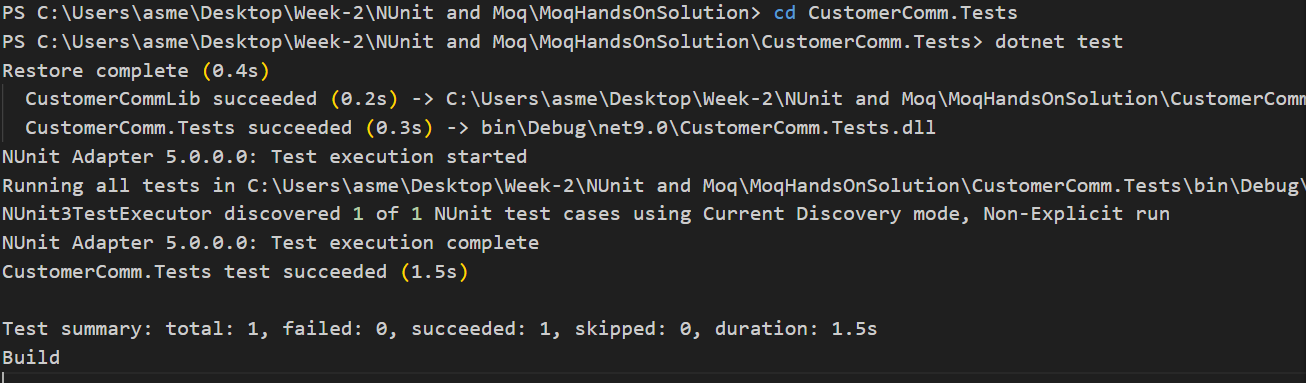 PS C:\Users\asme\Desktop\Week-2\NUnit and Moq\MoqHandsOnSolution> cd CustomerComm.Tests
PS C:\Users\asme\Desktop\Week-2\NUnit and Moq\MoqHandsOnSolution\CustomerComm.Tests> dotnet test
Restore complete (0.4s)
  CustomerCommLib succeeded (0.2s) -> C:\Users\asme\Desktop\Week-2\NUnit and Moq\MoqHandsOnSolution\CustomerComm
  CustomerComm.Tests succeeded (0.3s) -> bin\Debug\net9.0\CustomerComm.Tests.dll
NUnit Adapter 5.0.0.0: Test execution started
Running all tests in C:\Users\asme\Desktop\Week-2\NUnit and Moq\MoqHandsOnSolution\CustomerComm.Tests\bin\Debug\
NUnit3TestExecutor discovered 1 of 1 NUnit test cases using Current Discovery mode, Non-Explicit run
NUnit Adapter 5.0.0.0: Test execution complete
CustomerComm.Tests test succeeded (1.5s)
Test summary: total: 1, failed: 0, succeeded: 1, skipped: 0, duration: 1.5s
Build